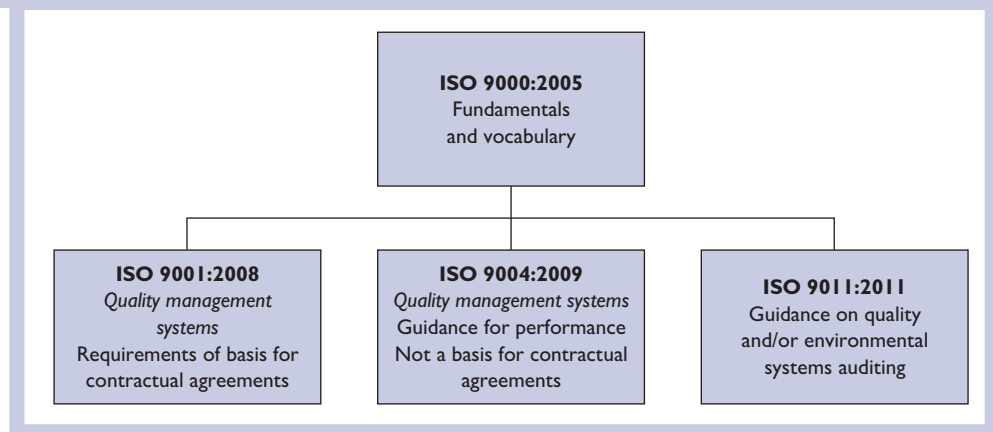 ISO 9000:2005
Fundamentals
and vocabulary
ISO 9001:2008
Quality management
systems
Requirements of basis for
contractual agreements
ISO 9004:2009
Quality management systems
Guidance for performance
Not a basis for contractual
agreements
ISO 9011:2011
Guidance on quality
and/or environmental
systems auditing